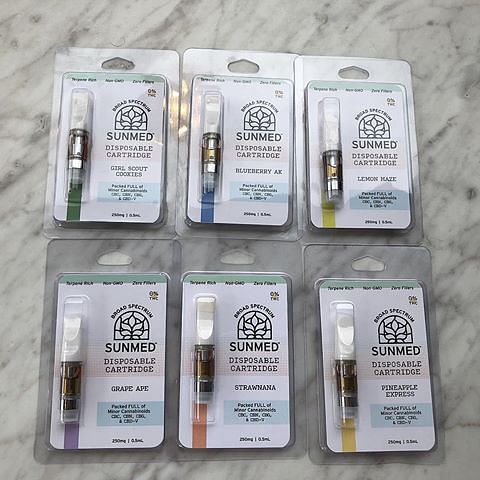 Terpene Rich Non-GMO Zero Fillers
0% THC
BROAD SPECTRUM
SUNMED
DISPOSABLE
CARTRIDGE
GIRL SCOUT
COOKIES
Packed FULL of
Minor Cannabinoids
CBC, CBN, CBG,
& CBD-V
250mg | 0.5mL
Terpene Rich Non-GMO Zero Fillers
0% THC
BROAD SPECTRUM
SUNMED
DISPOSABLE
CARTRIDGE
BLUEBERRY AK
Packed FULL of
Minor Cannabinoids
CBC, CBN, CBG,
& CBD-V
250mg | 0.5mL
Terpene Rich Non-GMO Zero Fillers
0% THC
BROAD SPECTRUM
SUNMED
DISPOSABLE
CARTRIDGE
LEMON HAZE
Packed FULL of
Minor Cannabinoids
CBC, CBN, CBG,
& CBD-V
250mg | 0.5mL
Terpene Rich Non-GMO Zero Fillers
0% THC
BROAD SPECTRUM
SUNMED
DISPOSABLE
CARTRIDGE
GRAPE APE
Packed FULL of
Minor Cannabinoids
CBC, CBN, CBG,
& CBD-V
250mg | 0.5mL
Terpene Rich Non-GMO Zero Fillers
0% THC
BROAD SPECTRUM
SUNMED
DISPOSABLE
CARTRIDGE
STRAWNANA
Packed FULL of
Minor Cannabinoids
CBC, CBN, CBG,
& CBD-V
250mg | 0.5mL
Terpene Rich Non-GMO Zero Fillers
0% THC
BROAD SPECTRUM
SUNMED
DISPOSABLE
CARTRIDGE
PINEAPPLE
EXPRESS
Packed FULL of
Minor Cannabinoids
CBC, CBN, CBG,
& CBD-V
250mg | 0.5mL